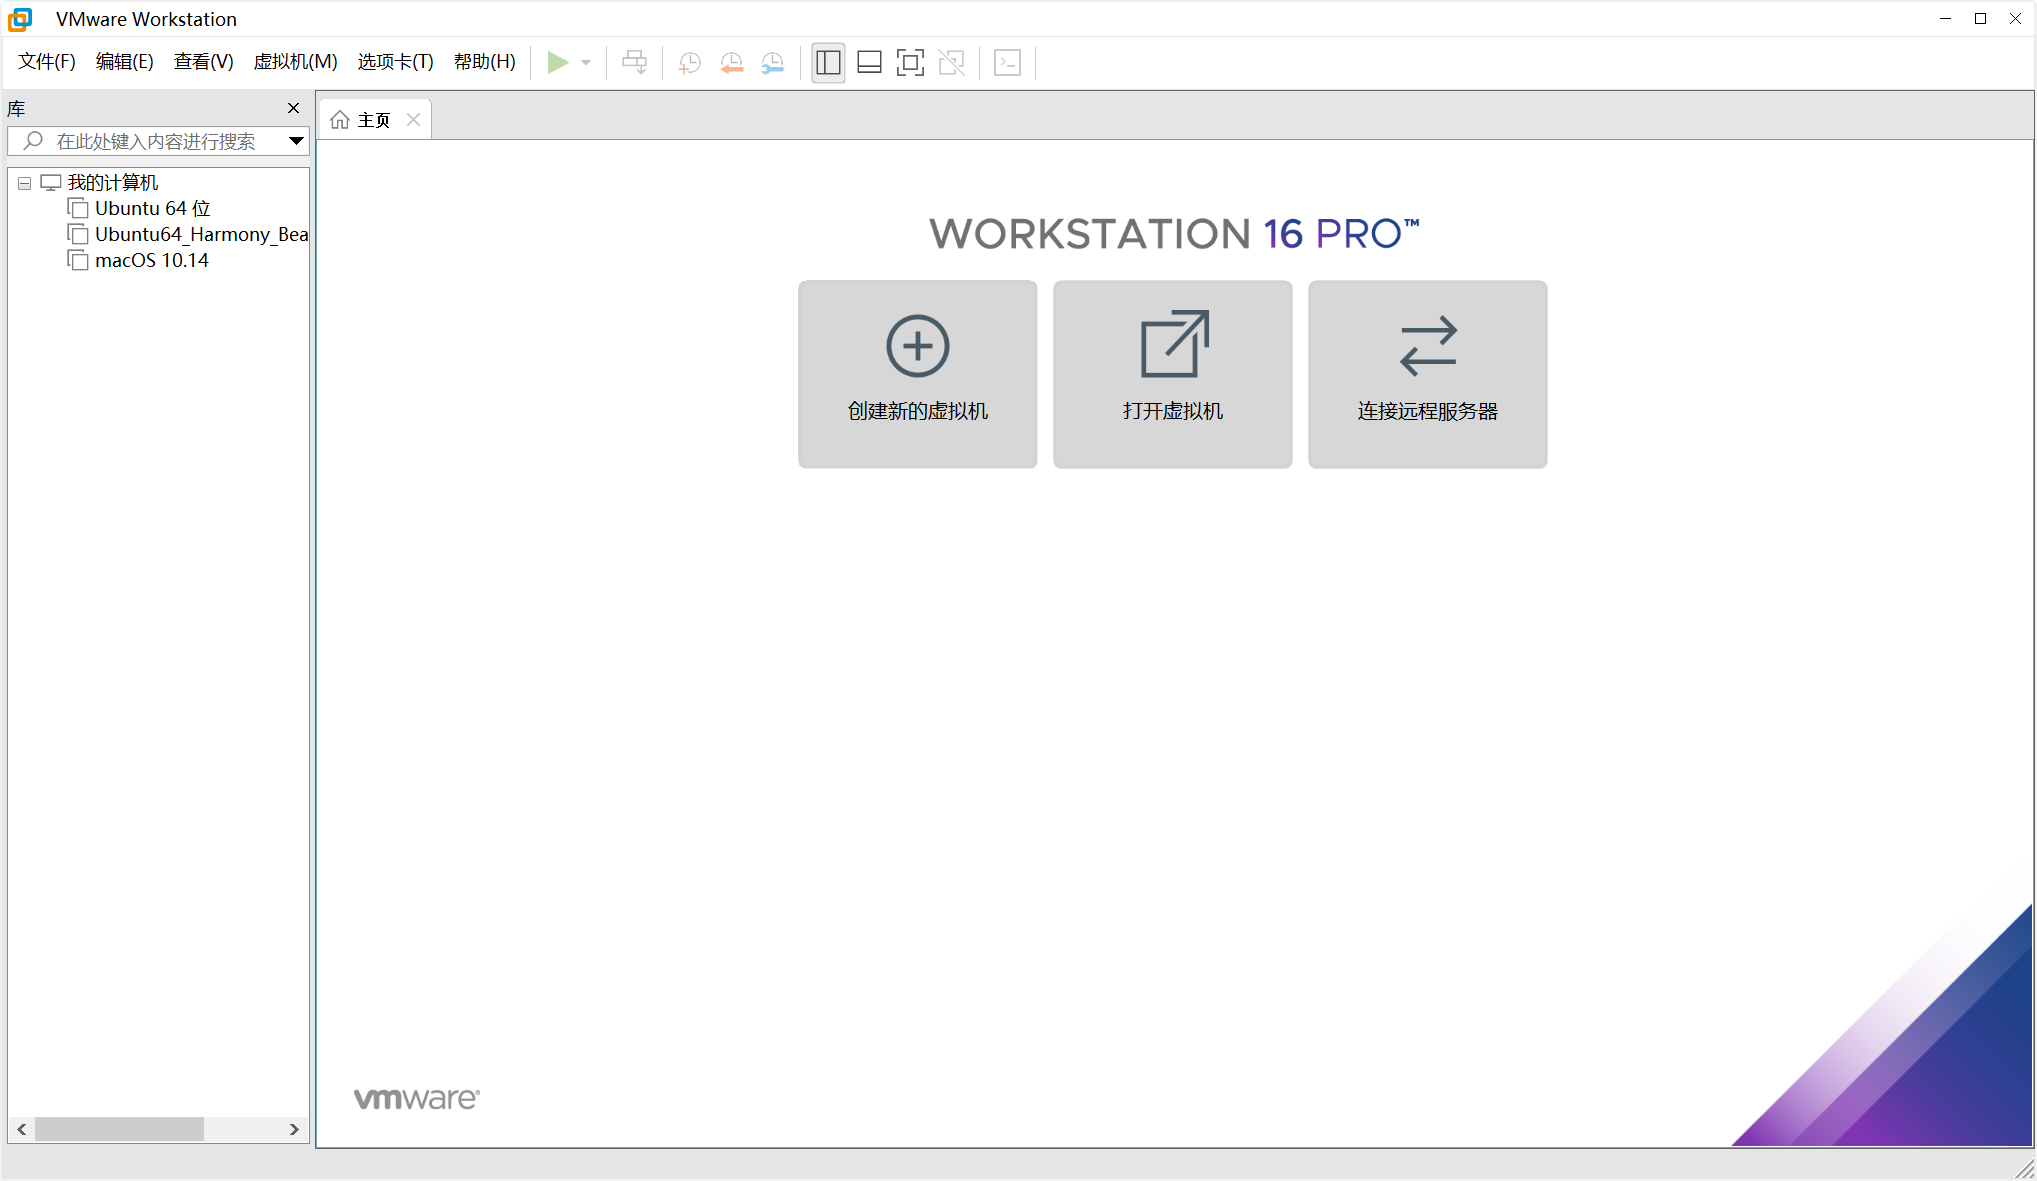 VMware Workstation
文件(F) 编辑(E) 查看(V) 虚拟机(M) 选项卡(T) 帮助(H)
库
在此处键入内容进行搜索
我的计算机
Ubuntu 64 位
Ubuntu64_Harmony_Bea
macOS 10.14
主页
WORKSTATION 16 PRO™
创建新的虚拟机
打开虚拟机
连接远程服务器
vmware®